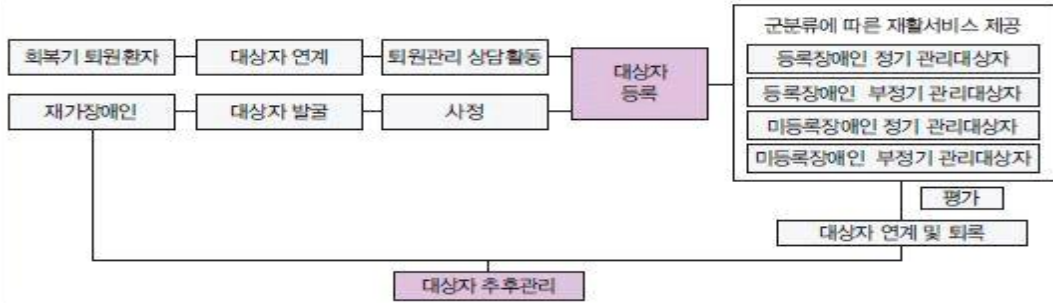 회복기 퇴원환자
대상자 연계
퇴원관리 상담활동
재가장애인
대상자 발굴
사정
대상자
등록
군분류에 따른 재활서비스 제공
등록장애인 정기 관리대상자
등록장애인 부정기 관리대상자
미등록장애인 정기 관리대상자
미등록장애인 부정기 관리대상자
평가
대상자 연계 및 퇴록
대상자 추후관리